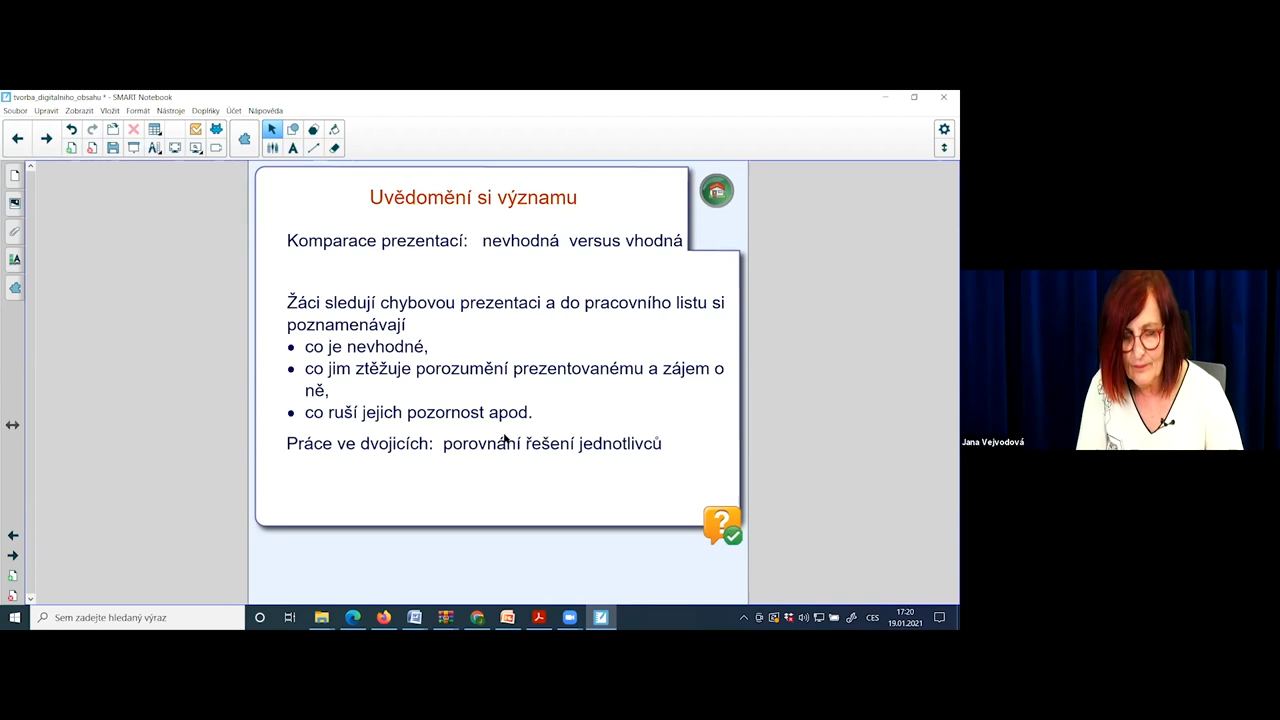 tvorba_digitalniho_obsahu * - SMART Notebook
Soubor Upravit Zobrazit Vložit Formát Nástroje Doplňky Účet Nápověda
Uvědomění si významu
Komparace prezentací: nevhodná versus vhodná
Žáci sledují chybovou prezentaci a do pracovního listu si
poznamenávají
• co je nevhodné,
• co jim ztěžuje porozumění prezentovanému a zájem o
ně,
• co ruší jejich pozornost apod.
Práce ve dvojicích: porovnání řešení jednotlivců
Jana Vejvodová
Sem zadejte hledaný výraz
CES
17:20
19.01.2021